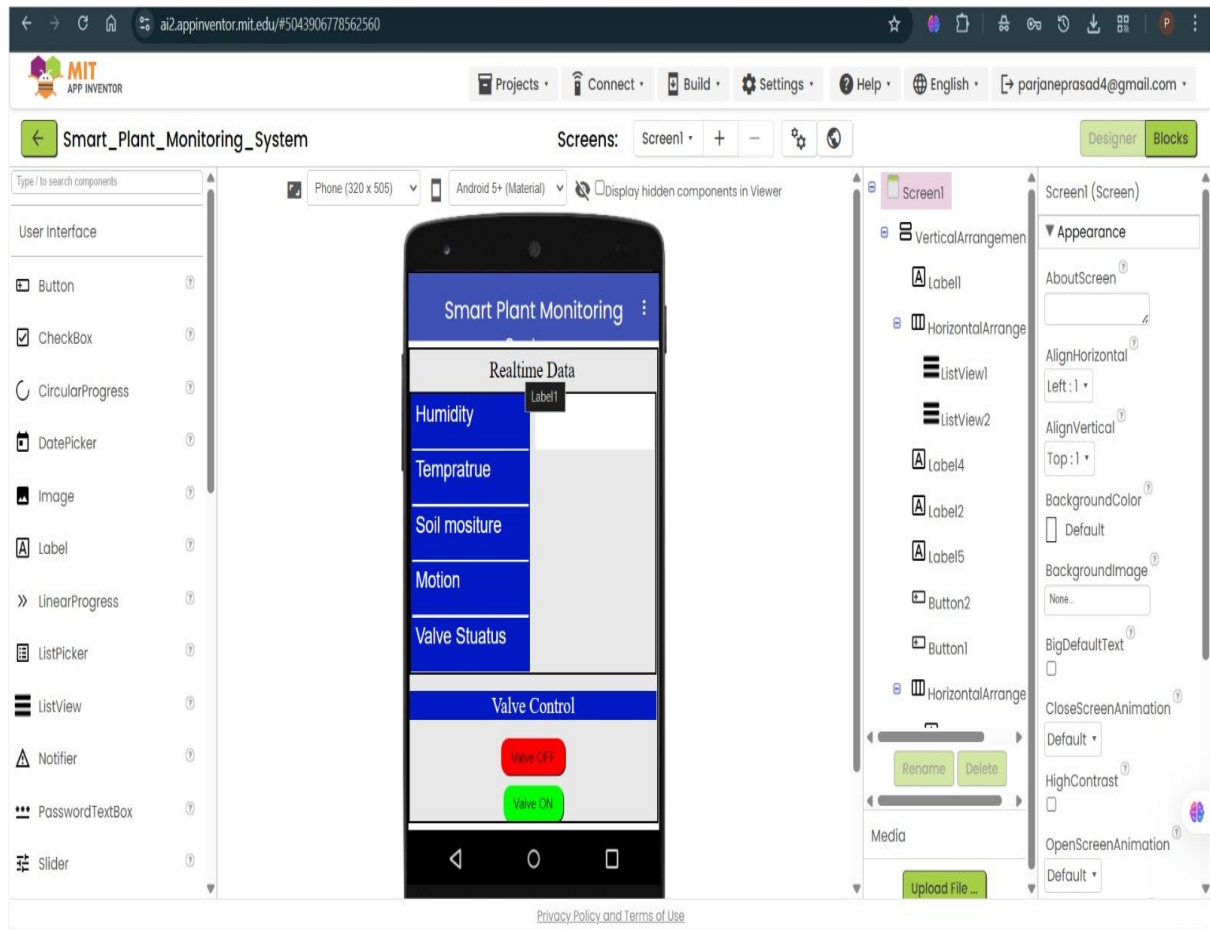 ai2.appinventor.mit.edu/#5043906778562560
P
MIT
APP INVENTOR
Projects
Connect
Build
Settings
Help
English
parjaneprasad4@gmail.com
Smart_Plant_Monitoring_System
Screens:
Screen1
Designer
Blocks
Type / to search components
User Interface
Button
CheckBox
CircularProgress
DatePicker
Image
Label
LinearProgress
ListPicker
ListView
Notifier
PasswordTextBox
Slider
Phone (320 x 505)
Android 5+ (Material)
Display hidden components in Viewer
Smart Plant Monitoring
Realtime Data
Label1
Humidity
Tempratrue
Soil mositure
Motion
Valve Stuatus
Valve Control
Valve OFF
Valve ON
Screen1
VerticalArrangemen
Label1
HorizontalArrange
ListView1
ListView2
Label4
Label2
Label5
Button2
Button1
HorizontalArrange
Rename
Delete
Media
Upload File ...
Screen1 (Screen)
Appearance
AboutScreen
AlignHorizontal
Left : 1
AlignVertical
Top : 1
BackgroundColor
Default
BackgroundImage
None...
BigDefaultText
CloseScreenAnimation
Default
HighContrast
OpenScreenAnimation
Default
Privacy Policy and Terms of Use